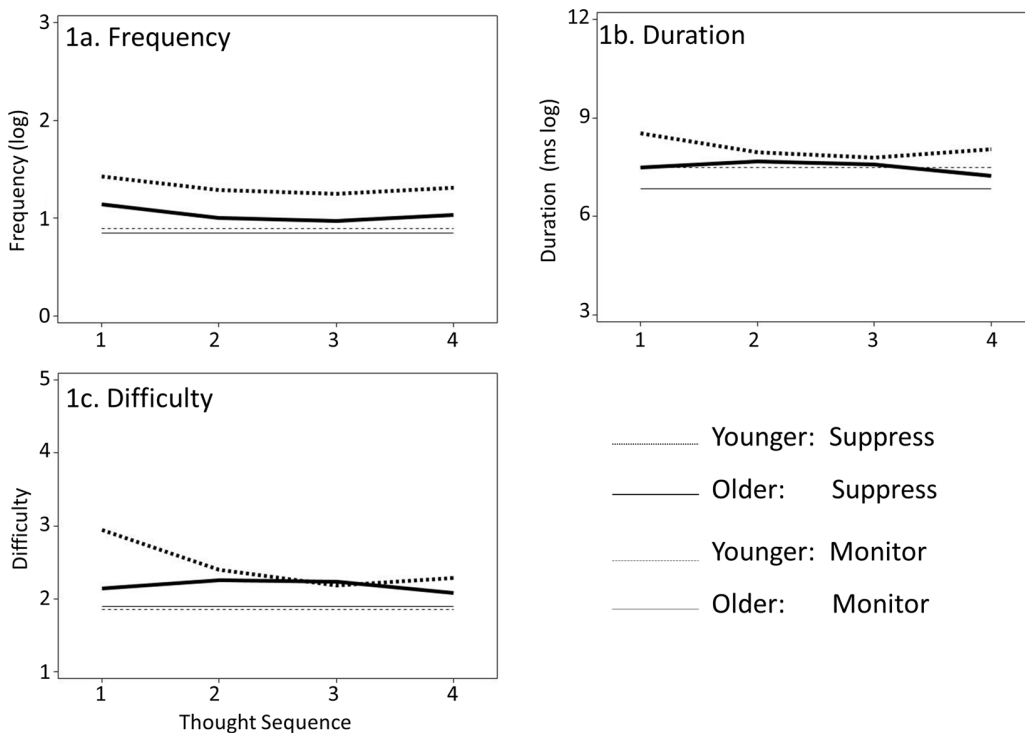 1a. Frequency
Frequency (log)
3
2
1
0
1 2 3 4
1b. Duration
Duration (ms log)
12
9
6
3
1 2 3 4
1c. Difficulty
Difficulty
5
4
3
2
1
1 2 3 4
Thought Sequence
Younger: Suppress
Older: Suppress
Younger: Monitor
Older: Monitor